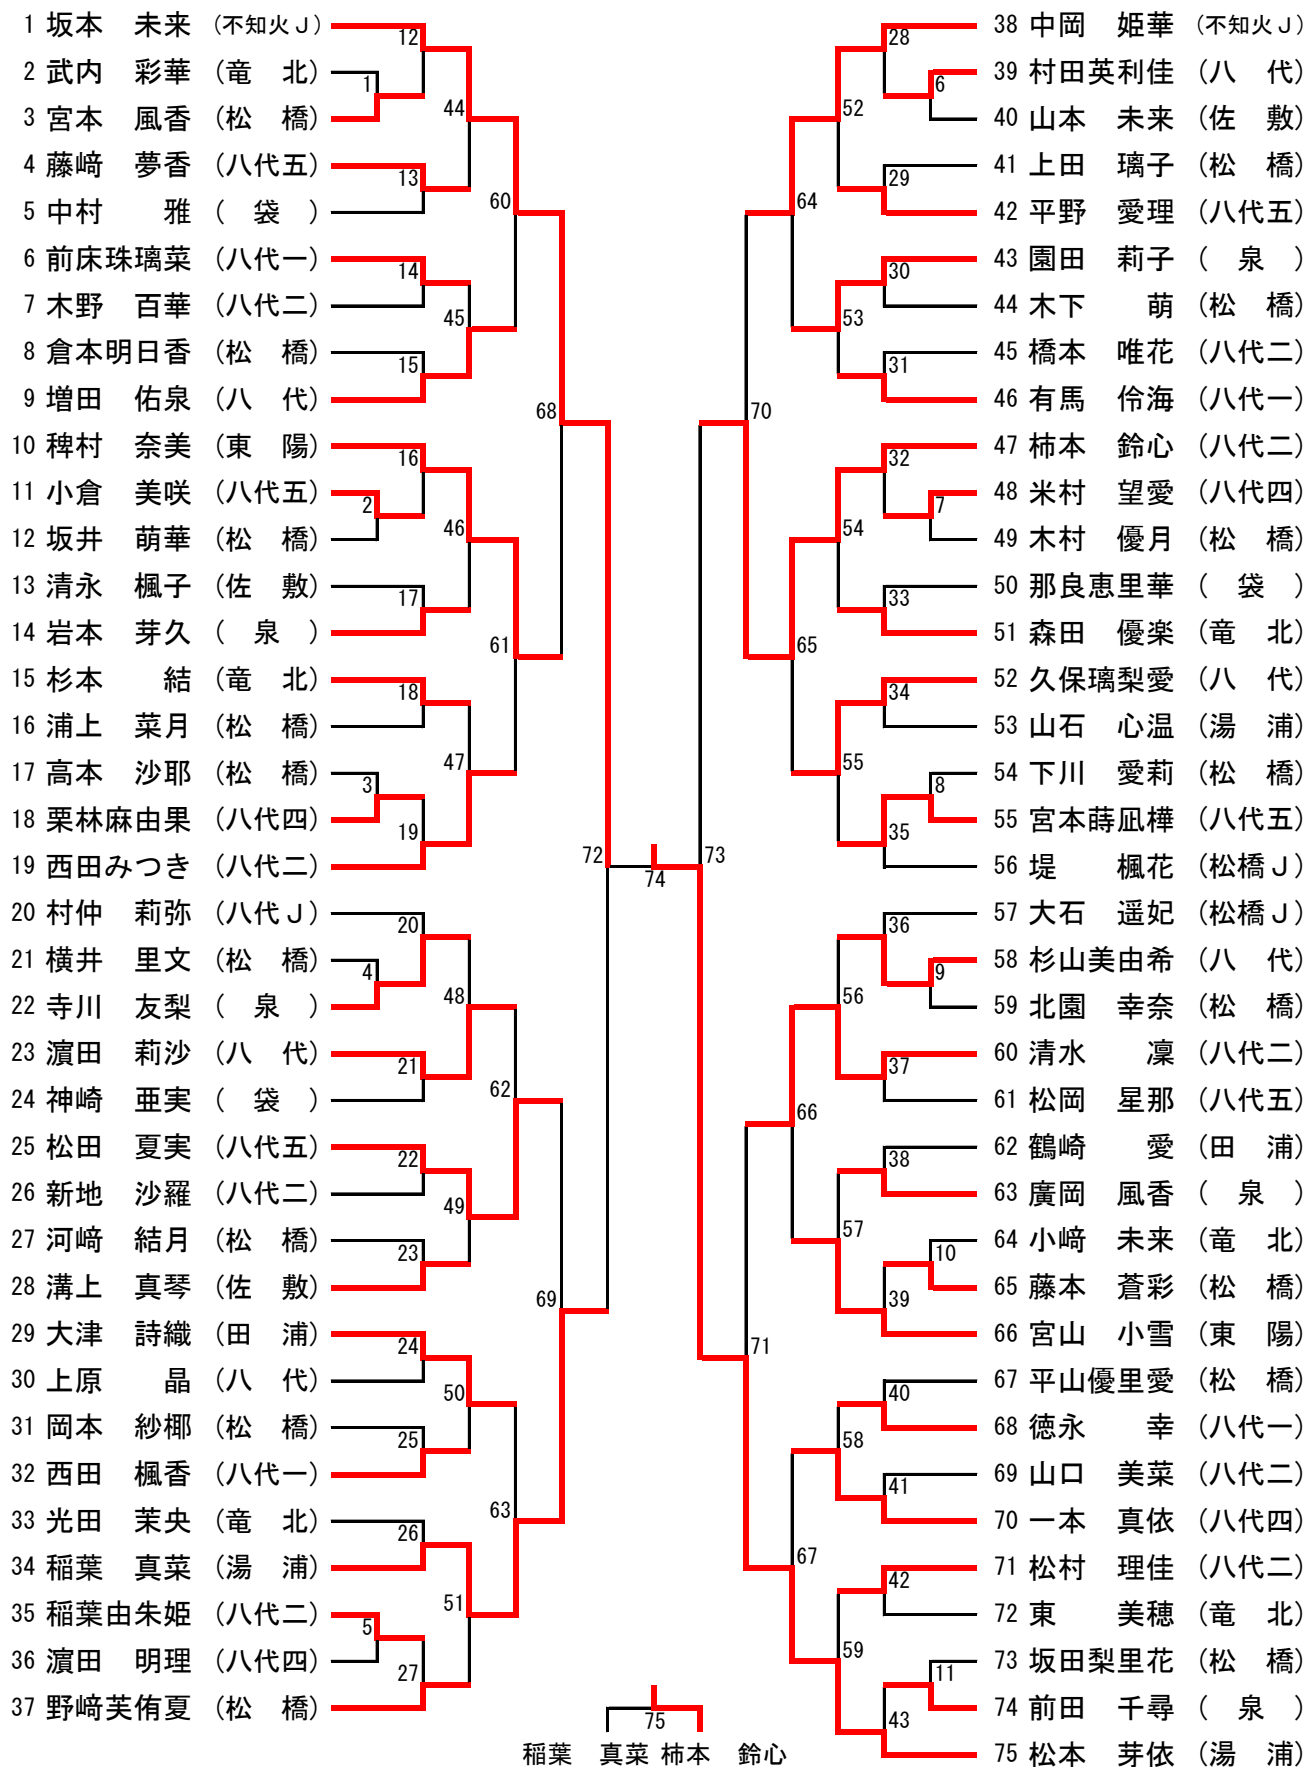 1 坂本　未来 (不知火Ｊ)
2 武内　彩華 (竜　北)
3 宮本　風香 (松　橋)
4 藤﨑　夢香 (八代五)
5 中村　　雅 (　袋　)
6 前床珠璃菜 (八代一)
7 木野　百華 (八代二)
8 倉本明日香 (松　橋)
9 増田　佑泉 (八　代)
10 稗村　奈美 (東　陽)
11 小倉　美咲 (八代五)
12 坂井　萌華 (松　橋)
13 清永　楓子 (佐　敷)
14 岩本　芽久 (　泉　)
15 杉本　　結 (竜　北)
16 浦上　菜月 (松　橋)
17 高本　沙耶 (松　橋)
18 栗林麻由果 (八代四)
19 西田みつき (八代二)
20 村仲　莉弥 (八代Ｊ)
21 横井　里文 (松　橋)
22 寺川　友梨 (　泉　)
23 濵田　莉沙 (八　代)
24 神崎　亜実 (　袋　)
25 松田　夏実 (八代五)
26 新地　沙羅 (八代二)
27 河﨑　結月 (松　橋)
28 溝上　真琴 (佐　敷)
29 大津　詩織 (田　浦)
30 上原　　晶 (八　代)
31 岡本　紗椰 (松　橋)
32 西田　楓香 (八代一)
33 光田　茉央 (竜　北)
34 稲葉　真菜 (湯　浦)
35 稲葉由朱姫 (八代二)
36 濵田　明理 (八代四)
37 野﨑芙侑夏 (松　橋)
12
1
44
13
60
14
45
15
68
16
2
46
17
61
18
47
3
19
72
20
4
48
21
62
22
49
23
69
24
50
25
63
26
51
5
27
74
75
稲葉　真菜 柿本　鈴心
73
28
6
52
29
64
30
53
31
70
32
7
54
33
65
34
55
8
35
36
9
56
37
66
38
57
10
39
71
40
58
41
67
42
59
11
43
38 中岡　姫華 (不知火Ｊ)
39 村田英利佳 (八　代)
40 山本　未来 (佐　敷)
41 上田　璃子 (松　橋)
42 平野　愛理 (八代五)
43 園田　莉子 (　泉　)
44 木下　　萌 (松　橋)
45 橋本　唯花 (八代二)
46 有馬　伶海 (八代一)
47 柿本　鈴心 (八代二)
48 米村　望愛 (八代四)
49 木村　優月 (松　橋)
50 那良恵里華 (　袋　)
51 森田　優楽 (竜　北)
52 久保璃梨愛 (八　代)
53 山石　心温 (湯　浦)
54 下川　愛莉 (松　橋)
55 宮本蒔凪樺 (八代五)
56 堤　　楓花 (松橋Ｊ)
57 大石　遥妃 (松橋Ｊ)
58 杉山美由希 (八　代)
59 北園　幸奈 (松　橋)
60 清水　　凜 (八代二)
61 松岡　星那 (八代五)
62 鶴崎　　愛 (田　浦)
63 廣岡　風香 (　泉　)
64 小﨑　未来 (竜　北)
65 藤本　蒼彩 (松　橋)
66 宮山　小雪 (東　陽)
67 平山優里愛 (松　橋)
68 徳永　　幸 (八代一)
69 山口　美菜 (八代二)
70 一本　真依 (八代四)
71 松村　理佳 (八代二)
72 東　　美穂 (竜　北)
73 坂田梨里花 (松　橋)
74 前田　千尋 (　泉　)
75 松本　芽依 (湯　浦)